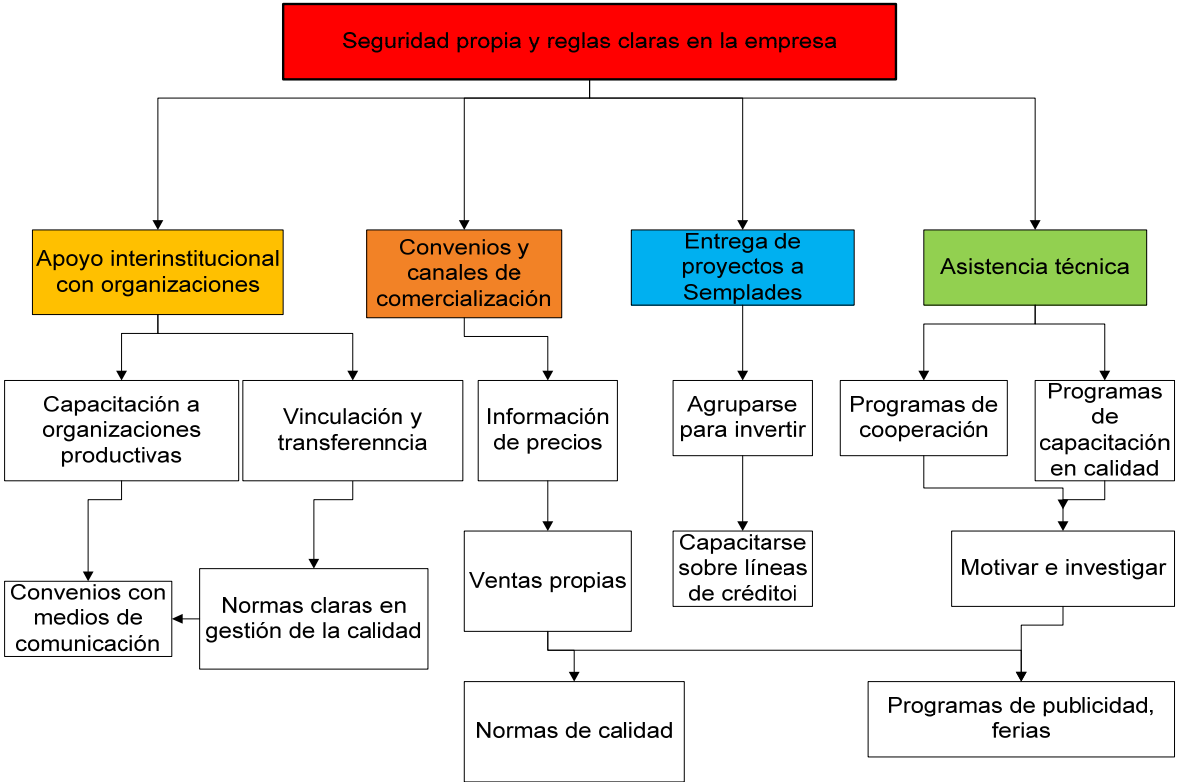 Seguridad propia y reglas claras en la empresa
Apoyo interinstitucional
con organizaciones
Convenios y
canales de
comercialización
Entrega de
proyectos a
Semplades
Asistencia técnica
Capacitación a
organizaciones
productivas
Vinculación y
transferenncia
Información
de precios
Agruparse
para invertir
Programas de
cooperación
Programas
de
capacitación
en calidad
Convenios con
medios de
comunicación
Normas claras en
gestión de la calidad
Ventas propias
Capacitarse
sobre líneas
de créditoi
Motivar e investigar
Normas de calidad
Programas de publicidad,
ferias